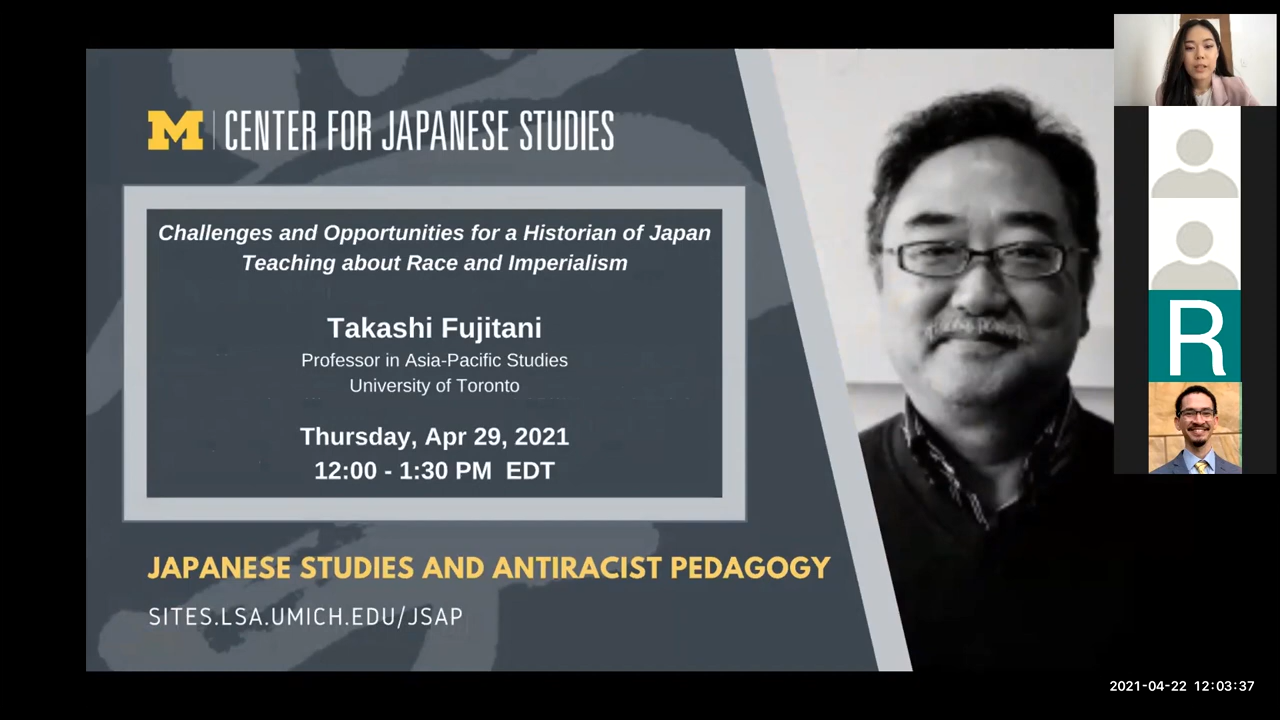 M CENTER FOR JAPANESE STUDIES
Challenges and Opportunities for a Historian of Japan
Teaching about Race and Imperialism
Takashi Fujitani
Professor in Asia-Pacific Studies
University of Toronto
Thursday, Apr 29, 2021
12:00 - 1:30 PM EDT
JAPANESE STUDIES AND ANTIRACIST PEDAGOGY
SITES.LSA.UMICH.EDU/JSAP
R
2021-04-22 12:03:37